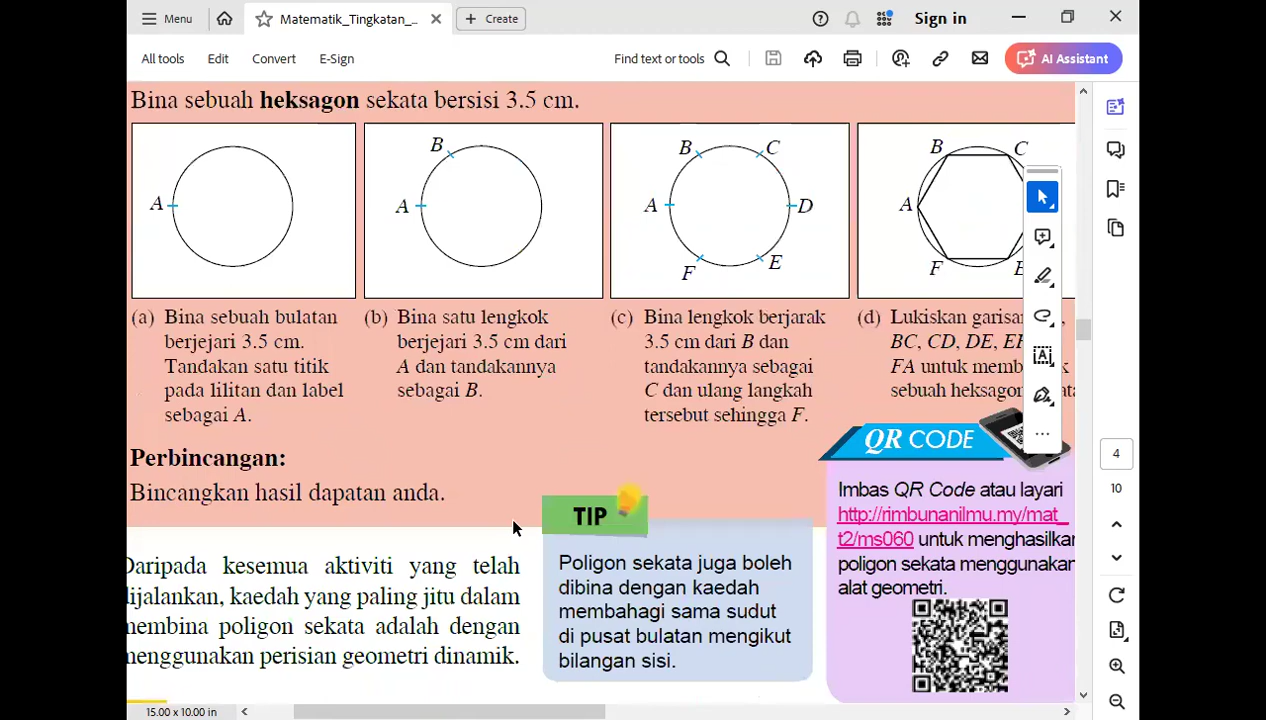 Menu
Matematik_Tingkatan_...
Create
Sign in
All tools
Edit
Convert
E-Sign
Find text or tools
AI Assistant
Bina sebuah heksagon sekata bersisi 3.5 cm.
A
B
A
B
C
A
D
F
E
B
C
A
F
(a) Bina sebuah bulatan
berjejari 3.5 cm.
Tandakan satu titik
pada lilitan dan label
sebagai A.
(b) Bina satu lengkok
berjejari 3.5 cm dari
A dan tandakannya
sebagai B.
(c) Bina lengkok berjarak
3.5 cm dari B dan
tandakannya sebagai
C dan ulang langkah
tersebut sehingga F.
(d) Lukiskan
BC, CD, DE,
FA untuk
sebuah
Perbincangan:
Bincangkan hasil dapatan anda.
Daripada kesemua aktiviti yang telah
dijalankan, kaedah yang paling jitu dalam
membina poligon sekata adalah dengan
menggunakan perisian geometri dinamik.
TIP
Poligon sekata juga boleh
dibina dengan kaedah
membahagi sama sudut
di pusat bulatan mengikut
bilangan sisi.
QR CODE
Imbas QR Code atau layari
http://rimbunanilmu.my/mat_
t2/ms060 untuk menghasilkan
poligon sekata menggunakan
alat geometri.
4
10
15.00 x 10.00 in